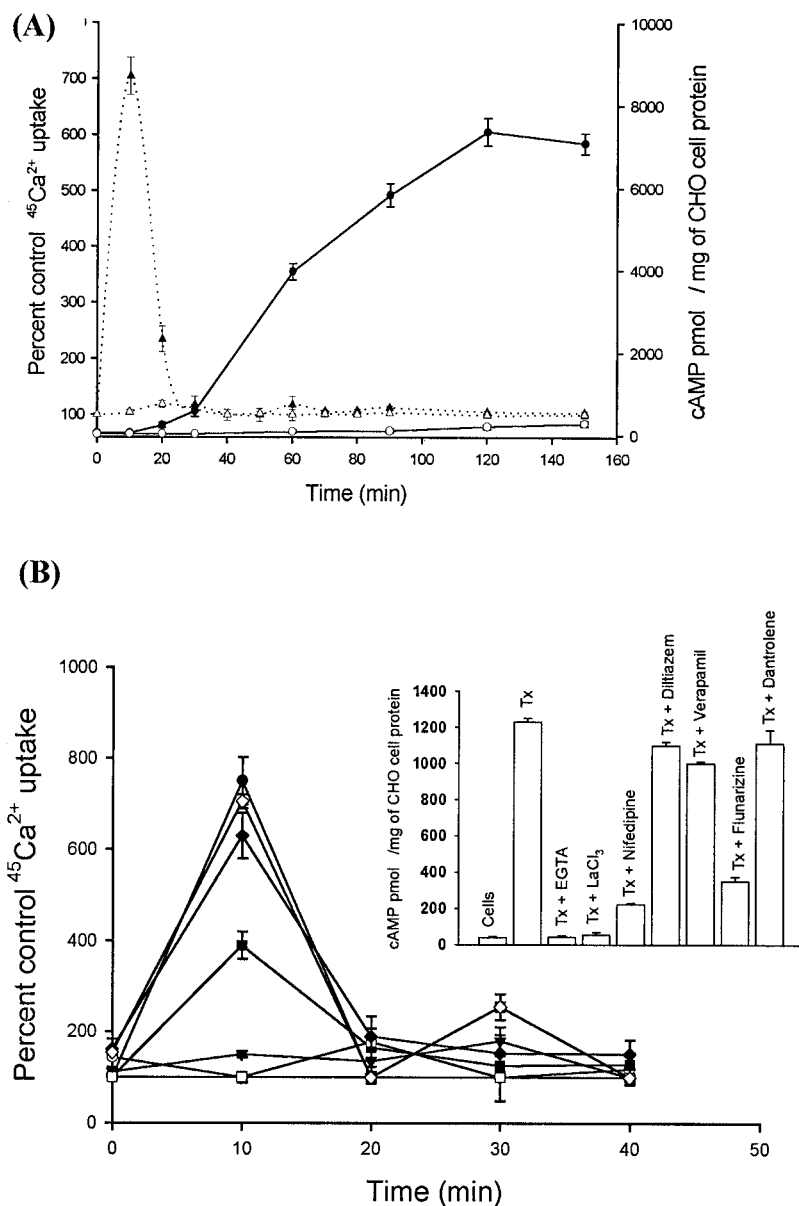 (A)
Percent control ⁴⁵Ca²⁺ uptake
700
600
500
400
300
200
100
0 20 40 60 80 100 120 140 160
Time (min)
10000
8000
6000
4000
2000
0
cAMP pmol / mg of CHO cell protein
(B)
Percent control ⁴⁵Ca²⁺ uptake
1000
800
600
400
200
0
0 10 20 30 40 50
Time (min)
cAMP pmol /mg of CHO cell protein
1400
1200
1000
800
600
400
200
0
Cells
Tx
Tx + EGTA
Tx + LaCl₃
Tx + Nifedipine
Tx + Diltiazem
Tx + Verapamil
Tx + Flunarizine
Tx + Dantrolene